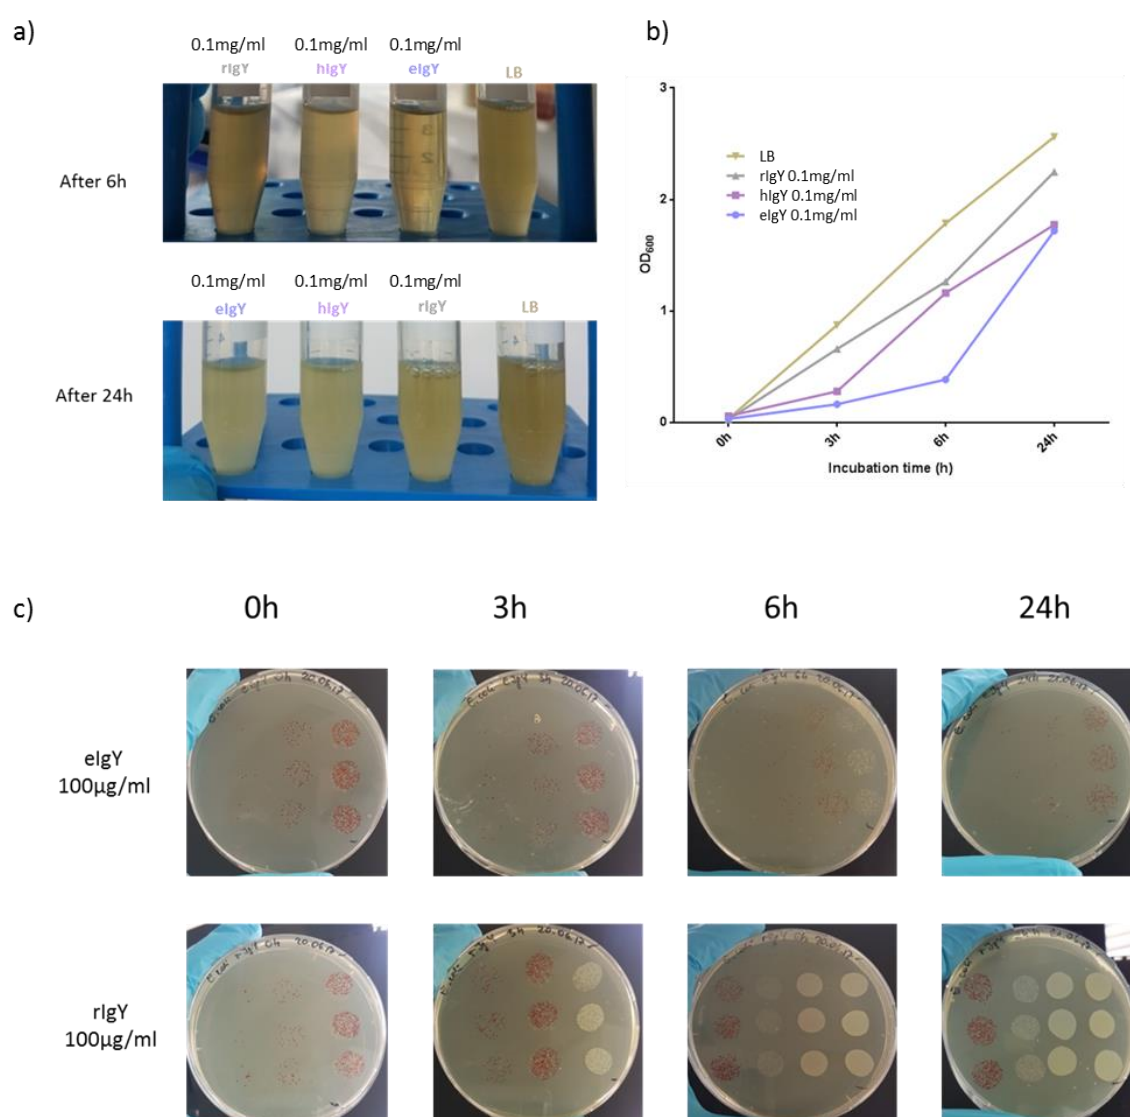 a)
0.1mg/ml 0.1mg/ml 0.1mg/ml
rIgY hIgY eIgY LB
After 6h
0.1mg/ml 0.1mg/ml 0.1mg/ml
eIgY hIgY rIgY LB
After 24h
b)
3
2
1
0
OD600
LB
rIgY 0.1mg/ml
hIgY 0.1mg/ml
eIgY 0.1mg/ml
0h 3h 6h 24h
Incubation time (h)
c)
0h 3h 6h 24h
eIgY
100µg/ml
rIgY
100µg/ml